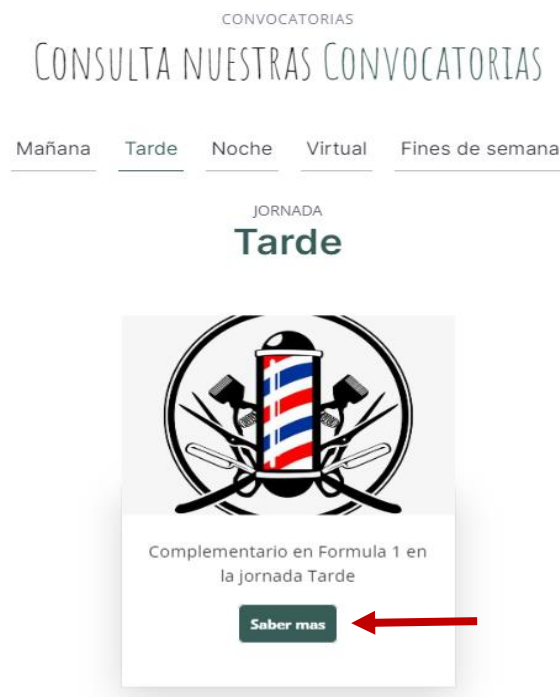 CONVOCATORIAS
CONSULTA NUESTRAS CONVOCATORIAS
Mañana Tarde Noche Virtual Fines de semana
JORNADA
Tarde
Complementario en Formula 1 en
la jornada Tarde
Saber mas